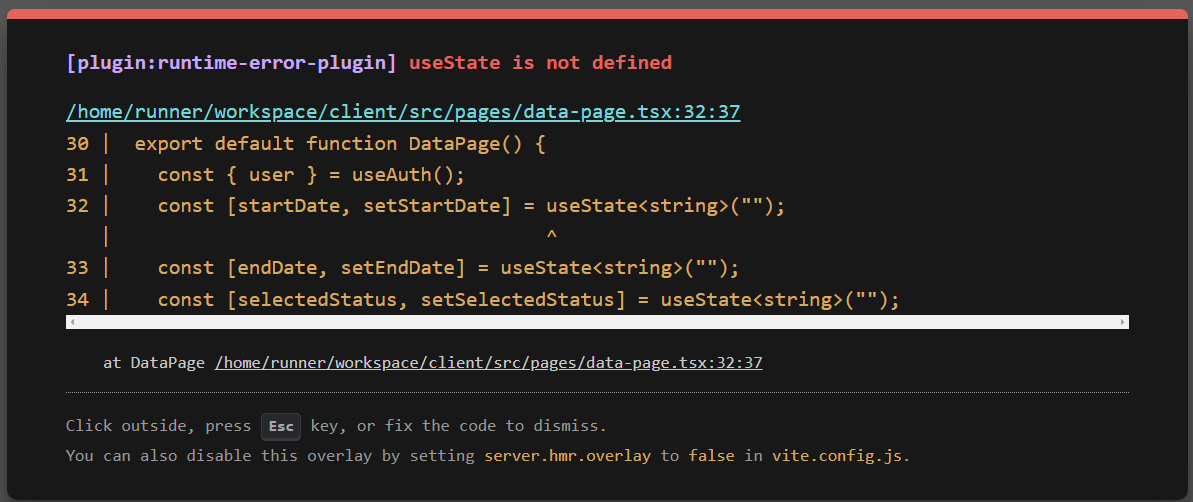 [plugin:runtime-error-plugin] useState is not defined
/home/runner/workspace/client/src/pages/data-page.tsx:32:37
30 |  export default function DataPage() {
31 |    const { user } = useAuth();
32 |    const [startDate, setStartDate] = useState<string>("");
   |                                      ^
33 |    const [endDate, setEndDate] = useState<string>("");
34 |    const [selectedStatus, setSelectedStatus] = useState<string>("");
at DataPage /home/runner/workspace/client/src/pages/data-page.tsx:32:37
Click outside, press Esc key, or fix the code to dismiss.
You can also disable this overlay by setting server.hmr.overlay to false in vite.config.js.